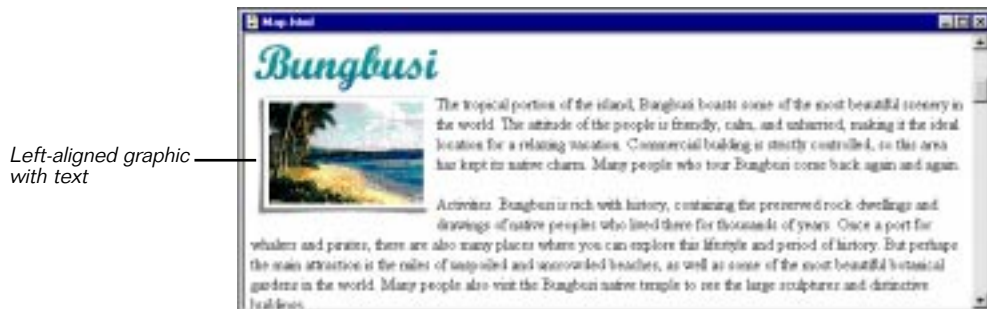 Map.html
Bungbusi
The tropical portion of the island, Bungbusi boasts some of the most beautiful scenery in
the world. The attitude of the people is friendly, calm, and unhurried, making it the ideal
location for a relaxing vacation. Commercial building is strictly controlled, so this area
has kept its native charm. Many people who tour Bungbusi come back again and again.
Left-aligned graphic
with text
Activities. Bungbusi is rich with history, containing the preserved rock dwellings and
drawings of native peoples who lived there for thousands of years. Once a port for
whalers and pirates, there are also many places where you can explore this lifestyle and period of history. But perhaps
the main attraction is the miles of unspoiled and uncrowded beaches, as well as some of the most beautiful botanical
gardens in the world. Many people also visit the Bungbusi native temple to see the large sculptures and distinctive
buildings.